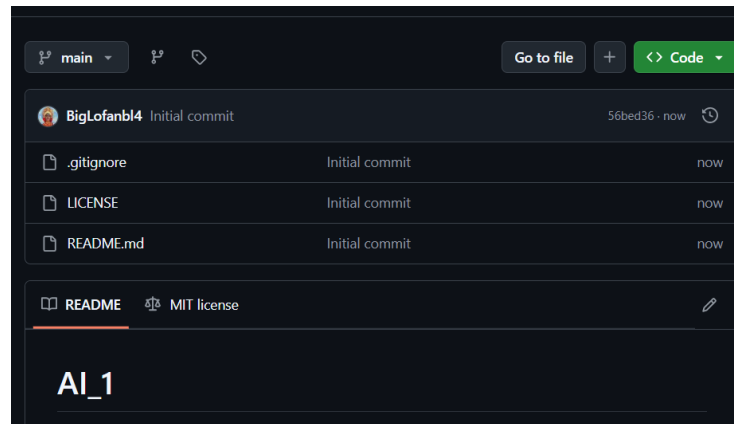 main
Go to file
Code
BigLofanbl4 Initial commit
56bed36 · now
.gitignore Initial commit now
LICENSE Initial commit now
README.md Initial commit now
README MIT license
AI_1